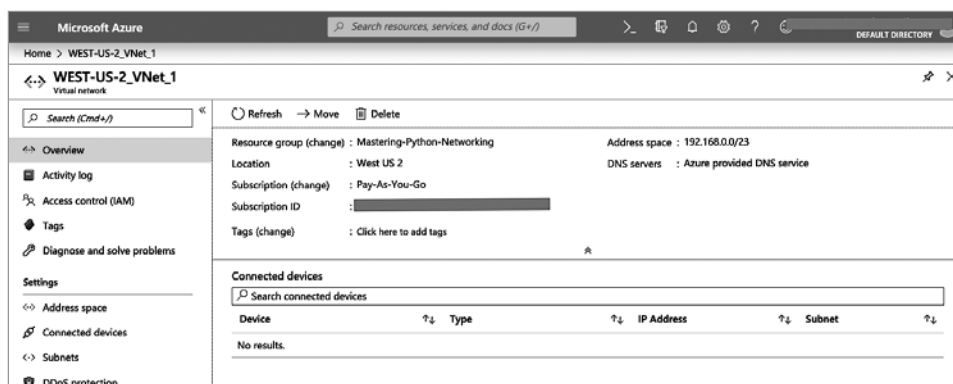 Microsoft Azure
Search resources, services, and docs (G+/)
DEFAULT DIRECTORY
Home > WEST-US-2_VNet_1
WEST-US-2_VNet_1
Virtual network
Search (Cmd+/)
Overview
Activity log
Access control (IAM)
Tags
Diagnose and solve problems
Settings
Address space
Connected devices
Subnets
DDoS protection
Refresh Move Delete
Resource group (change) : Mastering-Python-Networking
Location : West US 2
Subscription (change) : Pay-As-You-Go
Subscription ID :
Tags (change) : Click here to add tags
Address space : 192.168.0.0/23
DNS servers : Azure provided DNS service
Connected devices
Search connected devices
Device Type IP Address Subnet
No results.